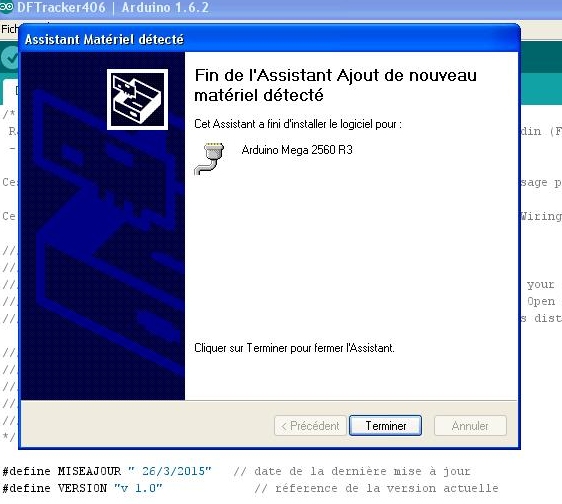 DFTracker406 | Arduino 1.6.2
Fich
Assistant Matériel détecté
Fin de l'Assistant Ajout de nouveau
matériel détecté
Cet Assistant a fini d'installer le logiciel pour :
Arduino Mega 2560 R3
Cliquer sur Terminer pour fermer l'Assistant.
< Précédent
Terminer
Annuler
/*
din (F
Ce
sage p
Ce
Wiring
your
Open
s dist
*/
#define MISEAJOUR " 26/3/2015" // date de la dernière mise à jour
#define VERSION "v 1.0" // réference de la version actuelle